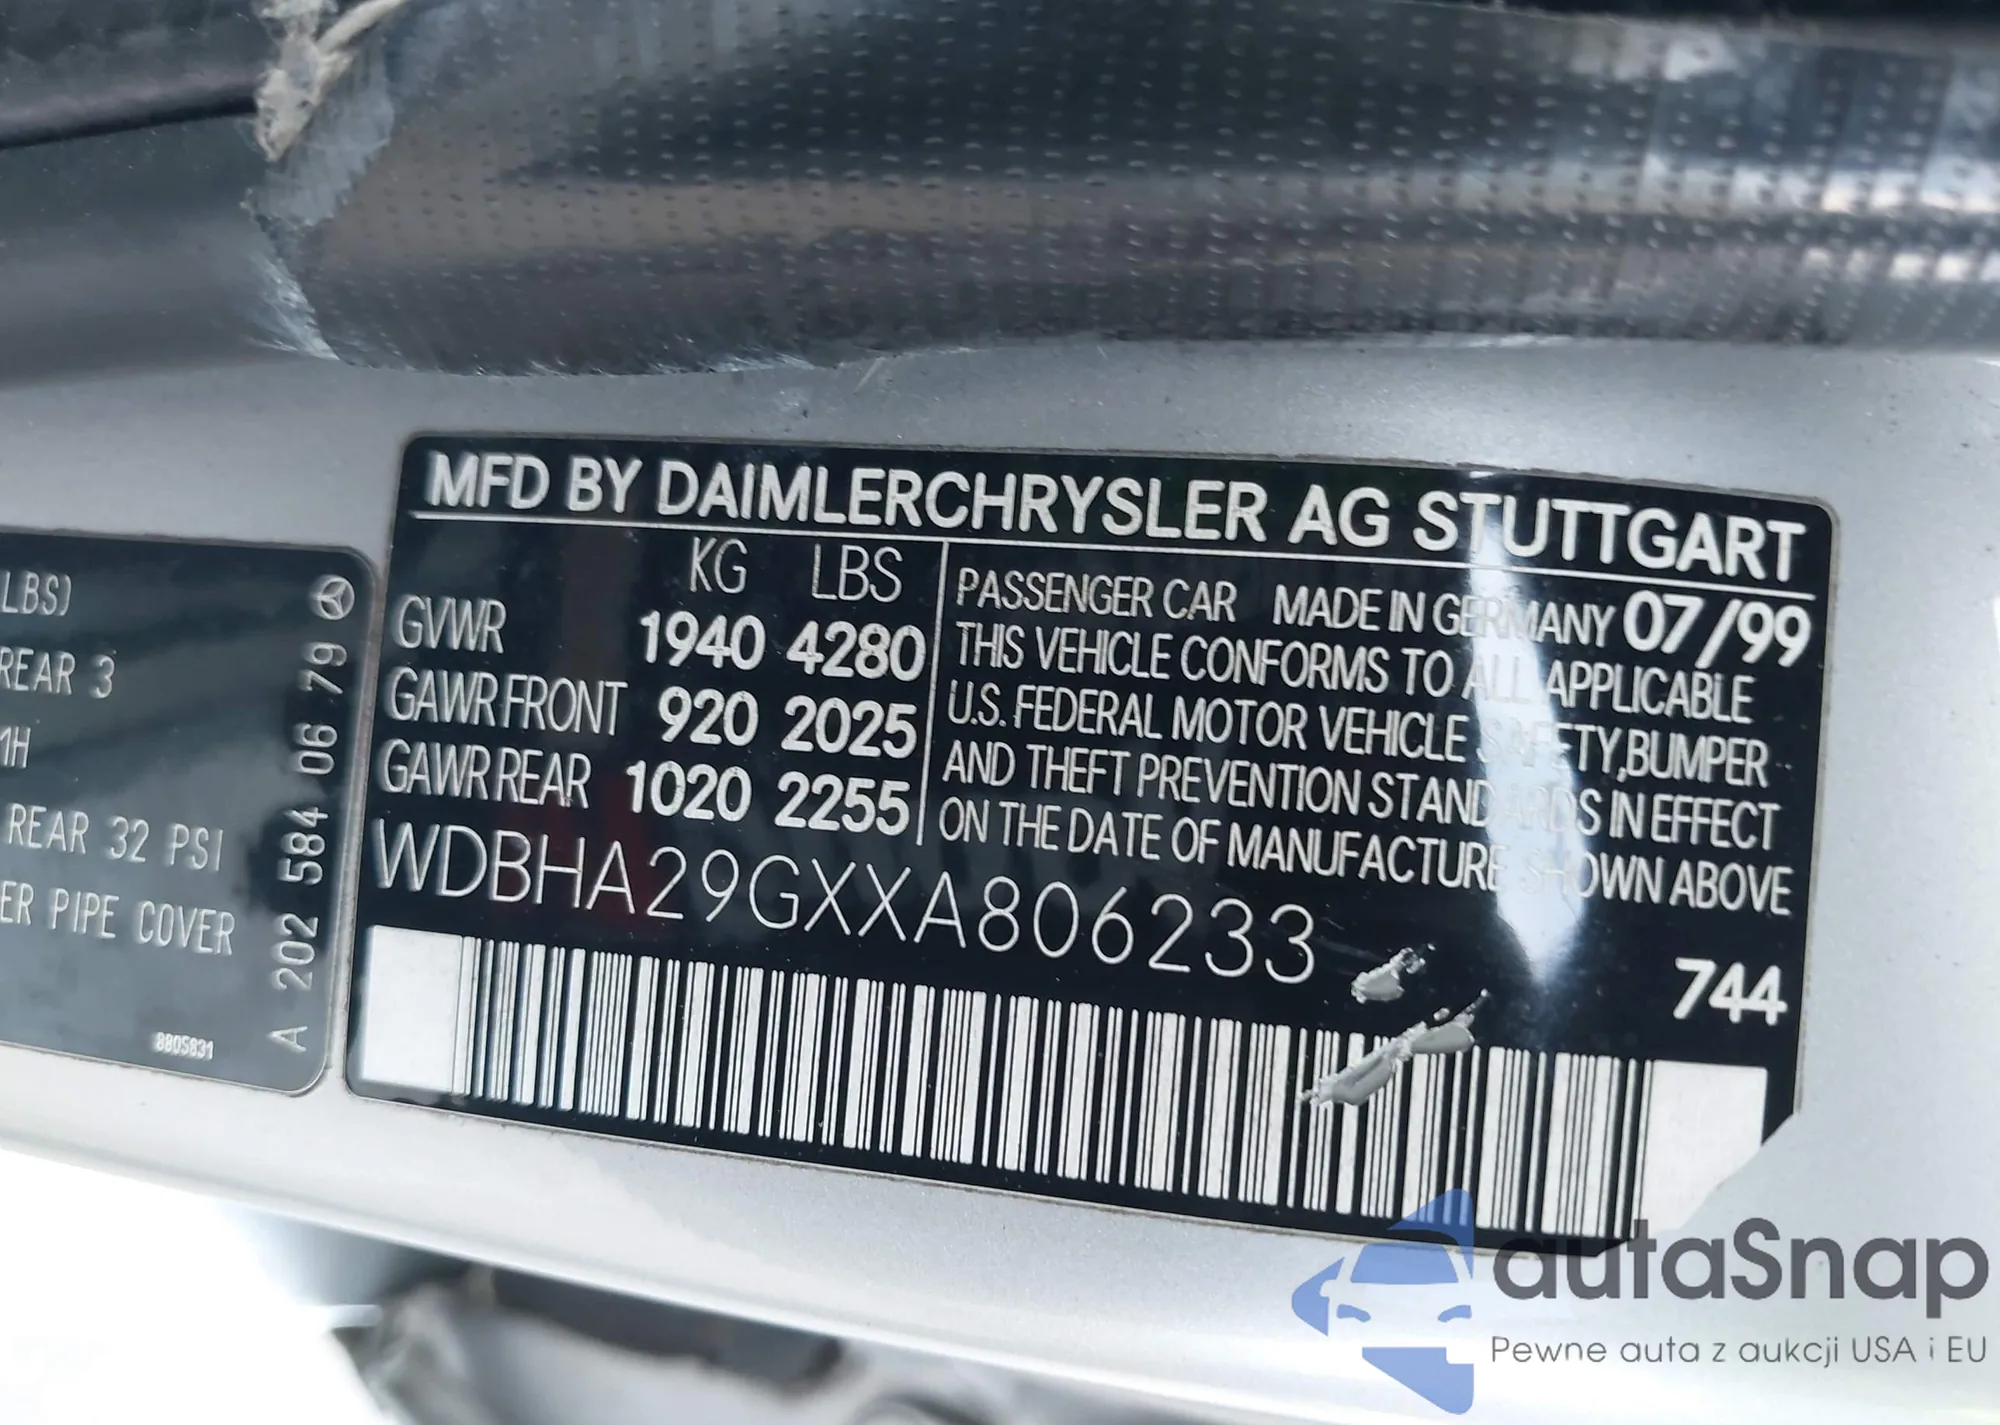 MFD BY DAIMLERCHRYSLER AG STUTTGART
KG LBS
GVWR 1940 4280
GAWR FRONT 920 2025
GAWR REAR 1020 2255
PASSENGER CAR MADE IN GERMANY 07/99
THIS VEHICLE CONFORMS TO ALL APPLICABLE
U.S. FEDERAL MOTOR VEHICLE SAFETY,BUMPER
AND THEFT PREVENTION STANDARDS IN EFFECT
ON THE DATE OF MANUFACTURE SHOWN ABOVE
WDBHA29GXXA806233
744
LBS)
REAR 3
MH
REAR 32 PSI
ER PIPE COVER
8805831
A 202 584 06 79
autoSnap
Pewne auta z aukcji USA i EU